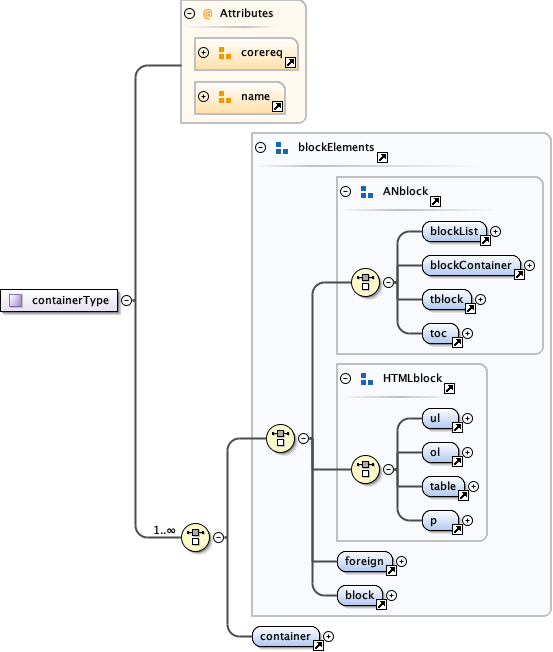 @ Attributes
corereq
name
blockElements
ANblock
blockList
blockContainer
tblock
toc
containerType
HTMLblock
ul
ol
table
p
1..∞
foreign
block
container